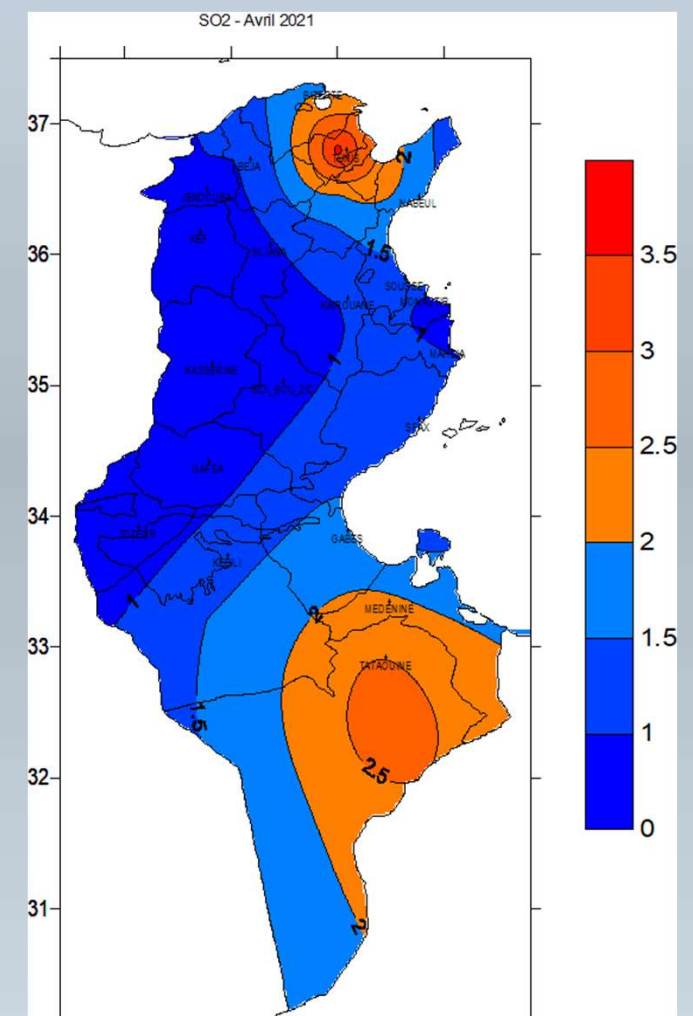 SO2 - Avril 2021
37
BIZERTE
TUNIS
2
BEJA
JENDOUBA
NABEUL
KEF
SILIANA
1.5
36
3.5
SOUSSE
MONASTIR
KAIROUAN
3
1
1
MAHDIA
35
KASSERINE
SIDI_BOU_ZID
2.5
SFAX
GAFSA
34
TOZEUR
GABES
2
KEBILI
1
2
MEDENINE
1.5
33
TATAOUINE
1.5
1
2.5
32
0
31
2